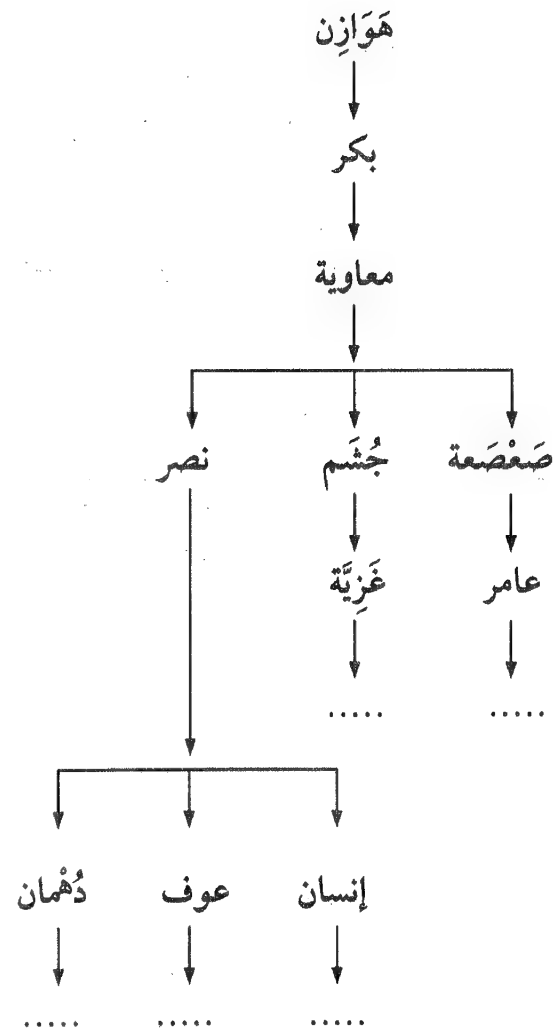 هَوَازِن
بكر
معاوية
صَعْصَعة جُشَم نصر
عامر غَزِيَّة
..... .....
إنسان عوف دُهْمان
..... ..... .....